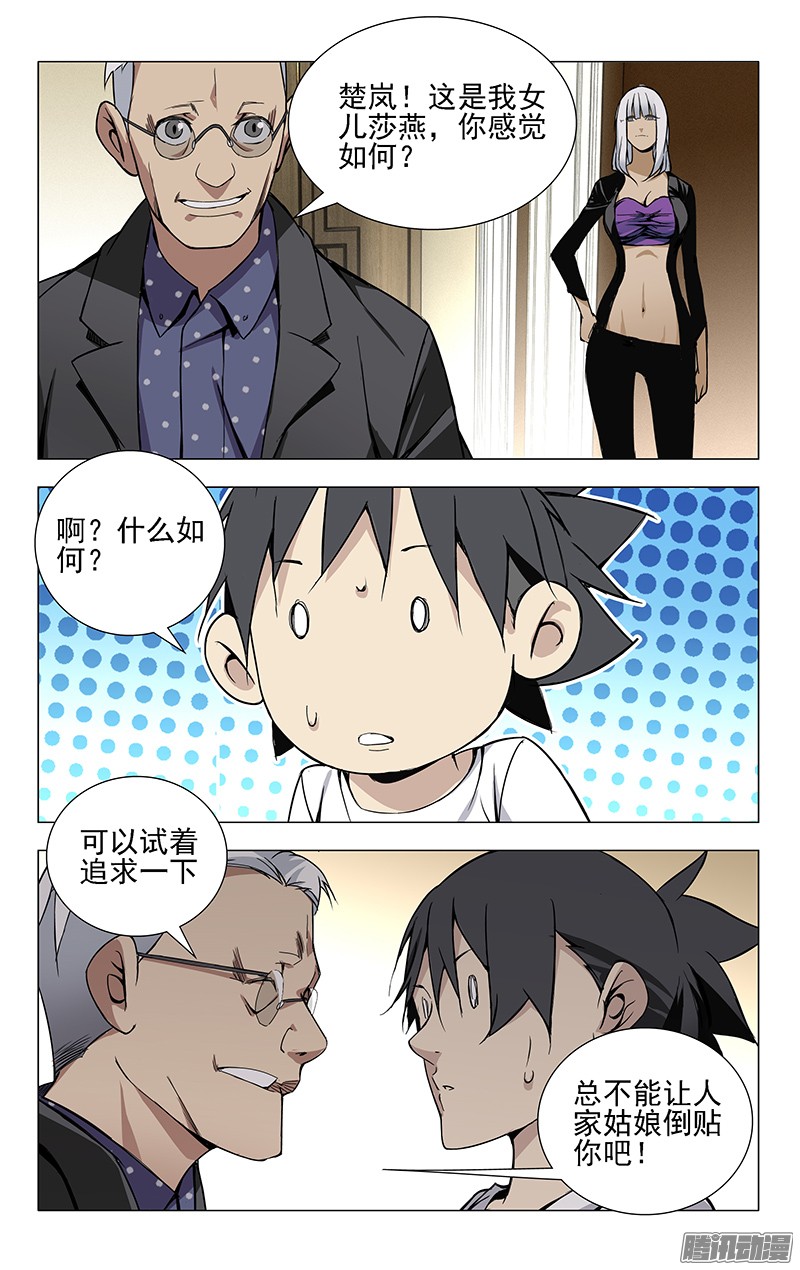 楚岚！这是我女
儿莎燕，你感觉
如何？
啊？什么如
何？
可以试着
追求一下
总不能让人
家姑娘倒贴
你吧！
腾讯动漫